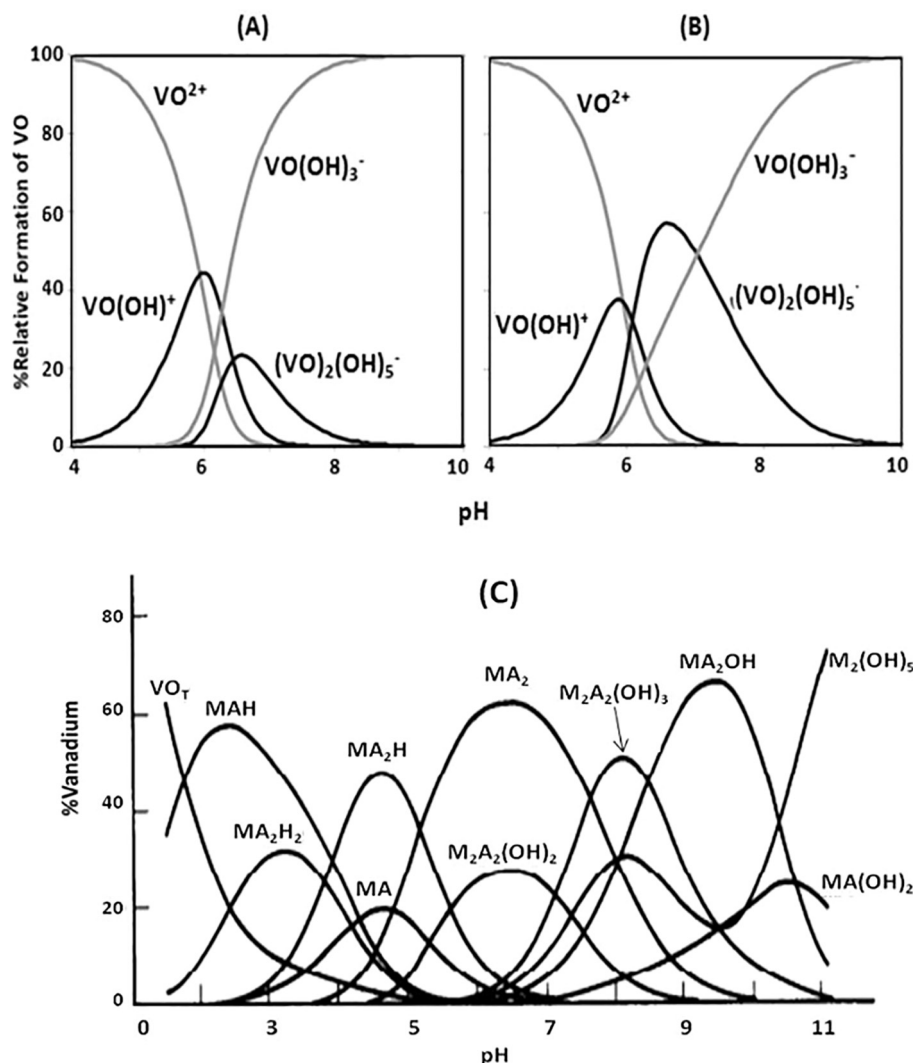 (A)
(B)
%Relative Formation of VO
100
80
60
40
20
0
VO²⁺
VO(OH)₃⁻
VO(OH)⁺
(VO)₂(OH)₅⁻
4
6
8
10
VO²⁺
VO(OH)₃⁻
VO(OH)⁺
(VO)₂(OH)₅⁻
4
6
8
10
pH
(C)
%Vanadium
80
60
40
20
0
VO_T
MAH
MA₂H₂
MA₂H
MA
MA₂
M₂A₂(OH)₂
M₂A₂(OH)₃
MA₂OH
M₂(OH)₅
MA(OH)₂
0
3
5
7
9
11
pH